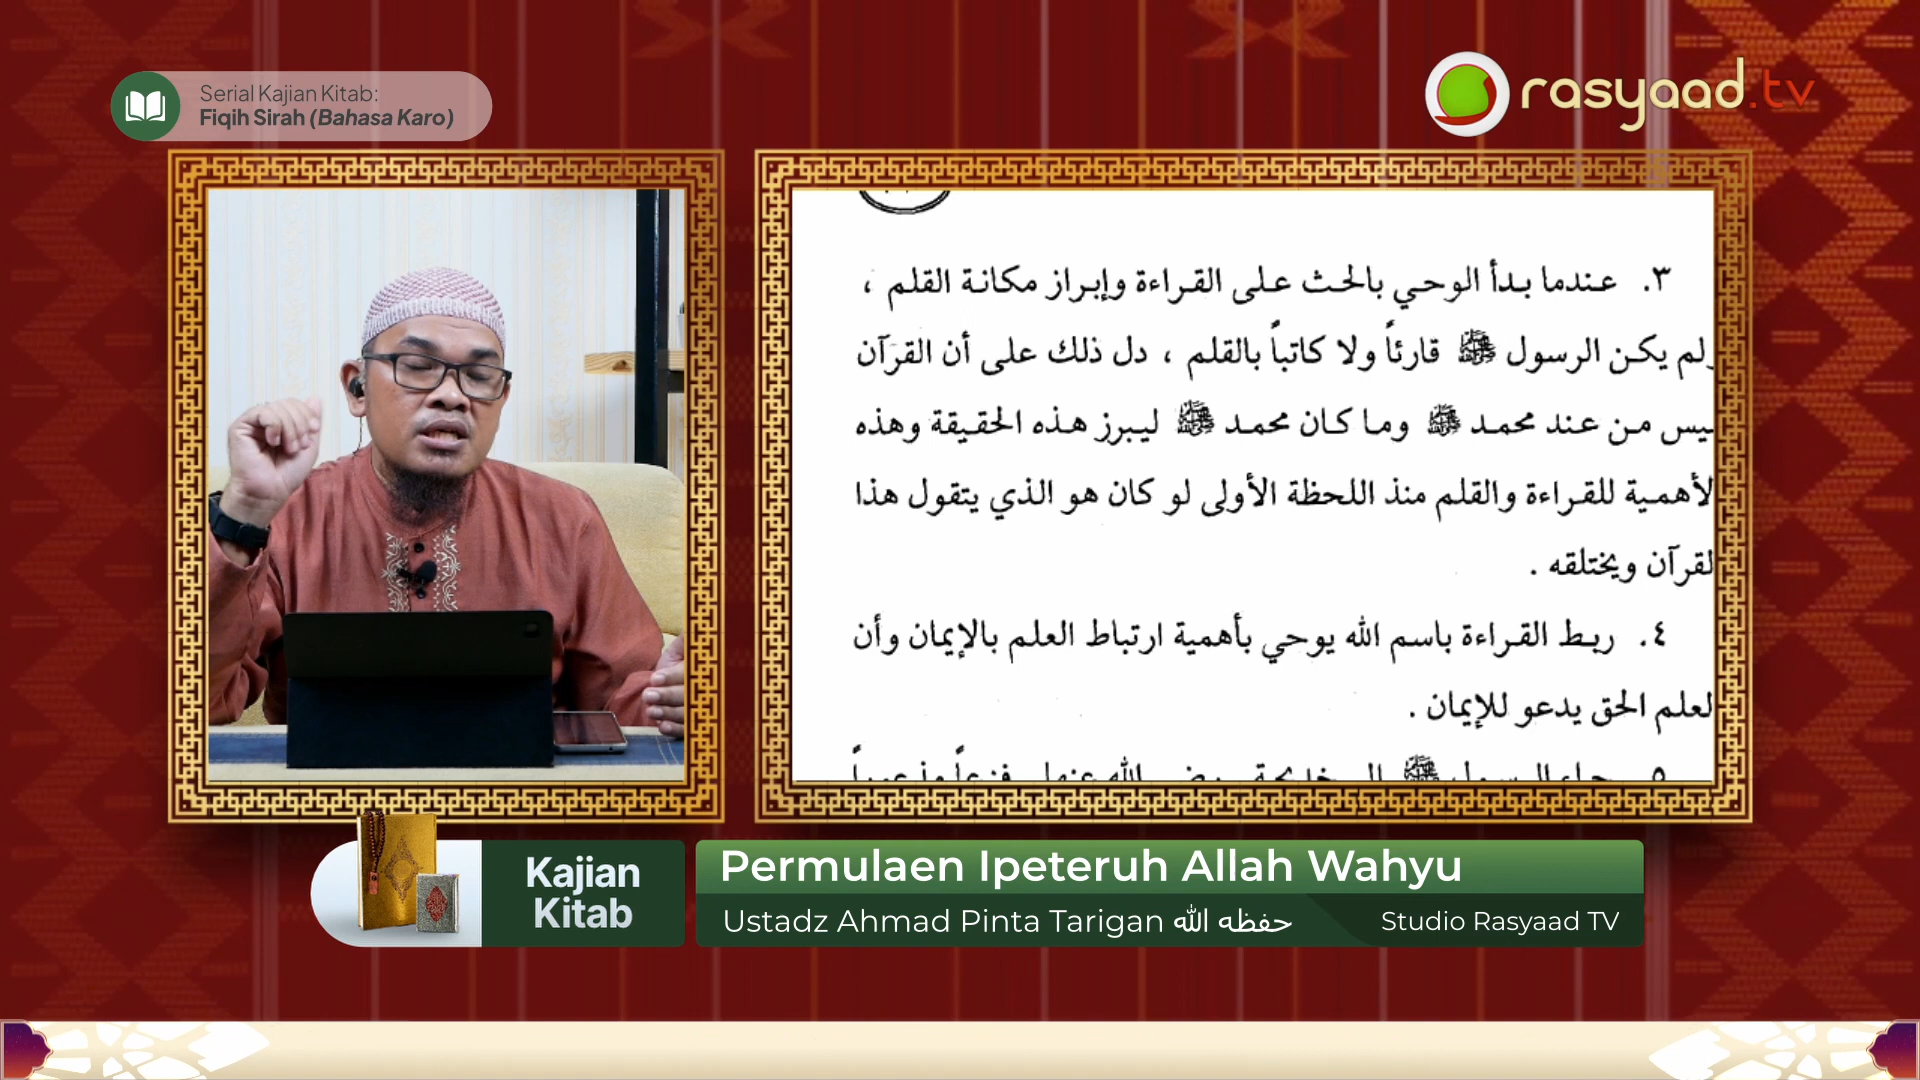 Serial Kajian Kitab:
Fiqih Sirah (Bahasa Karo)
rasyaad.tv
٣. عندما بدأ الوحي بالحث على القراءة وإبراز مكانة القلم ،
ولم يكن الرسول ﷺ قارئاً ولا كاتباً بالقلم ، دل ذلك على أن القرآن
ليس من عند محمد ﷺ وما كان محمد ﷺ ليبرز هذه الحقيقة وهذه
الأهمية للقراءة والقلم منذ اللحظة الأولى لو كان هو الذي يتقول هذا
القرآن ويختلقه .
٤. ربط القراءة باسم الله يوحي بأهمية ارتباط العلم بالإيمان وأن
العلم الحق يدعو للإيمان .
Kajian
Kitab
Permulaen Ipeteruh Allah Wahyu
Ustadz Ahmad Pinta Tarigan حفظه الله
Studio Rasyaad TV